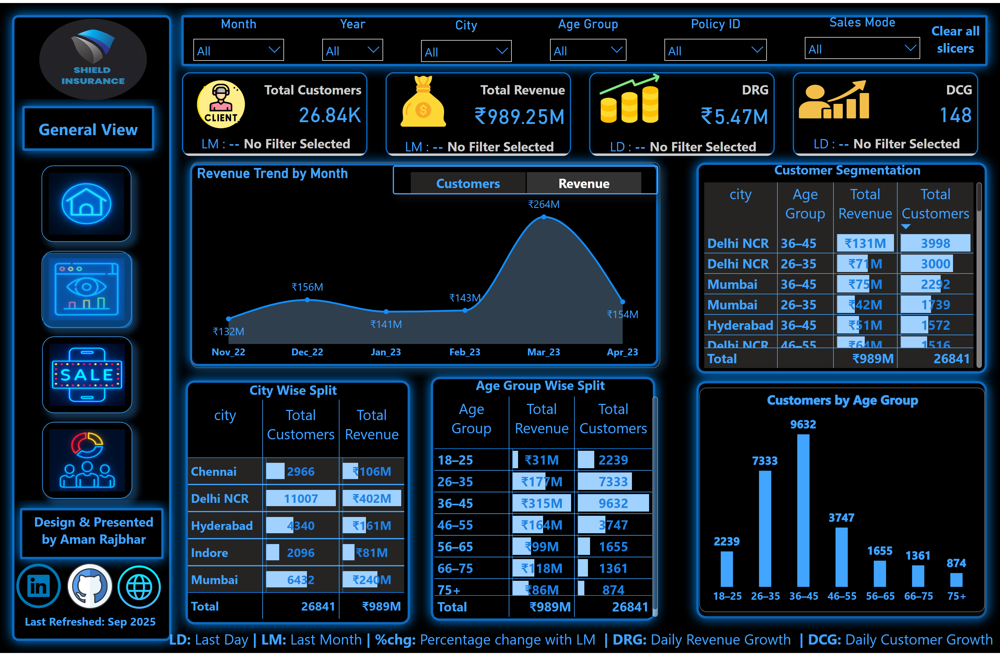 SHIELD
INSURANCE
General View
SALE
Design & Presented
by Aman Rajbhar
in
Last Refreshed: Sep 2025
Month
All
Year
All
City
All
Age Group
All
Policy ID
All
Sales Mode
All
Clear all
slicers
CLIENT
Total Customers
26.84K
LM : -- No Filter Selected
$
Total Revenue
₹989.25M
LM : -- No Filter Selected
DRG
₹5.47M
LD : -- No Filter Selected
DCG
148
LD : -- No Filter Selected
Revenue Trend by Month
Customers
Revenue
₹132M
₹156M
₹141M
₹143M
₹264M
₹154M
Nov_22 Dec_22 Jan_23 Feb_23 Mar_23 Apr_23
Customer Segmentation
city Age Group Total Revenue Total Customers
Delhi NCR 36–45 ₹131M 3998
Delhi NCR 26–35 ₹71M 3000
Mumbai 36–45 ₹75M 2292
Mumbai 26–35 ₹42M 1739
Hyderabad 36–45 ₹51M 1572
Delhi NCR 46–55 ₹64M 1516
Total ₹989M 26841
City Wise Split
city Total Customers Total Revenue
Chennai 2966 ₹106M
Delhi NCR 11007 ₹402M
Hyderabad 4340 ₹161M
Indore 2096 ₹81M
Mumbai 6432 ₹240M
Total 26841 ₹989M
Age Group Wise Split
Age Group Total Revenue Total Customers
18–25 ₹31M 2239
26–35 ₹177M 7333
36–45 ₹315M 9632
46–55 ₹164M 3747
56–65 ₹99M 1655
66–75 ₹118M 1361
75+ ₹86M 874
Total ₹989M 26841
Customers by Age Group
2239
7333
9632
3747
1655
1361
874
18–25 26–35 36–45 46–55 56–65 66–75 75+
LD: Last Day | LM: Last Month | %chg: Percentage change with LM | DRG: Daily Revenue Growth | DCG: Daily Customer Growth